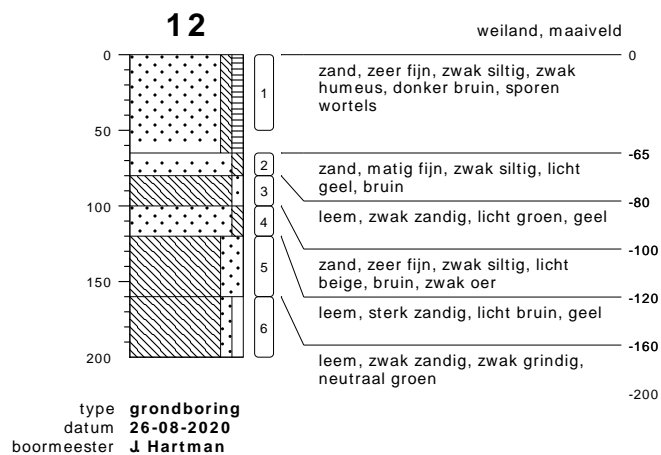 12
weiland, maaiveld
0
0
zand, zeer fijn, zwak siltig, zwak
humeus, donker bruin, sporen
wortels
1
50
-65
zand, matig fijn, zwak siltig, licht
geel, bruin
2
-80
3
leem, zwak zandig, licht groen, geel
100
4
-100
zand, zeer fijn, zwak siltig, licht
beige, bruin, zwak oer
5
150
-120
leem, sterk zandig, licht bruin, geel
6
-160
leem, zwak zandig, zwak grindig,
neutraal groen
200
-200
type grondboring
datum 26-08-2020
boormeester J. Hartman